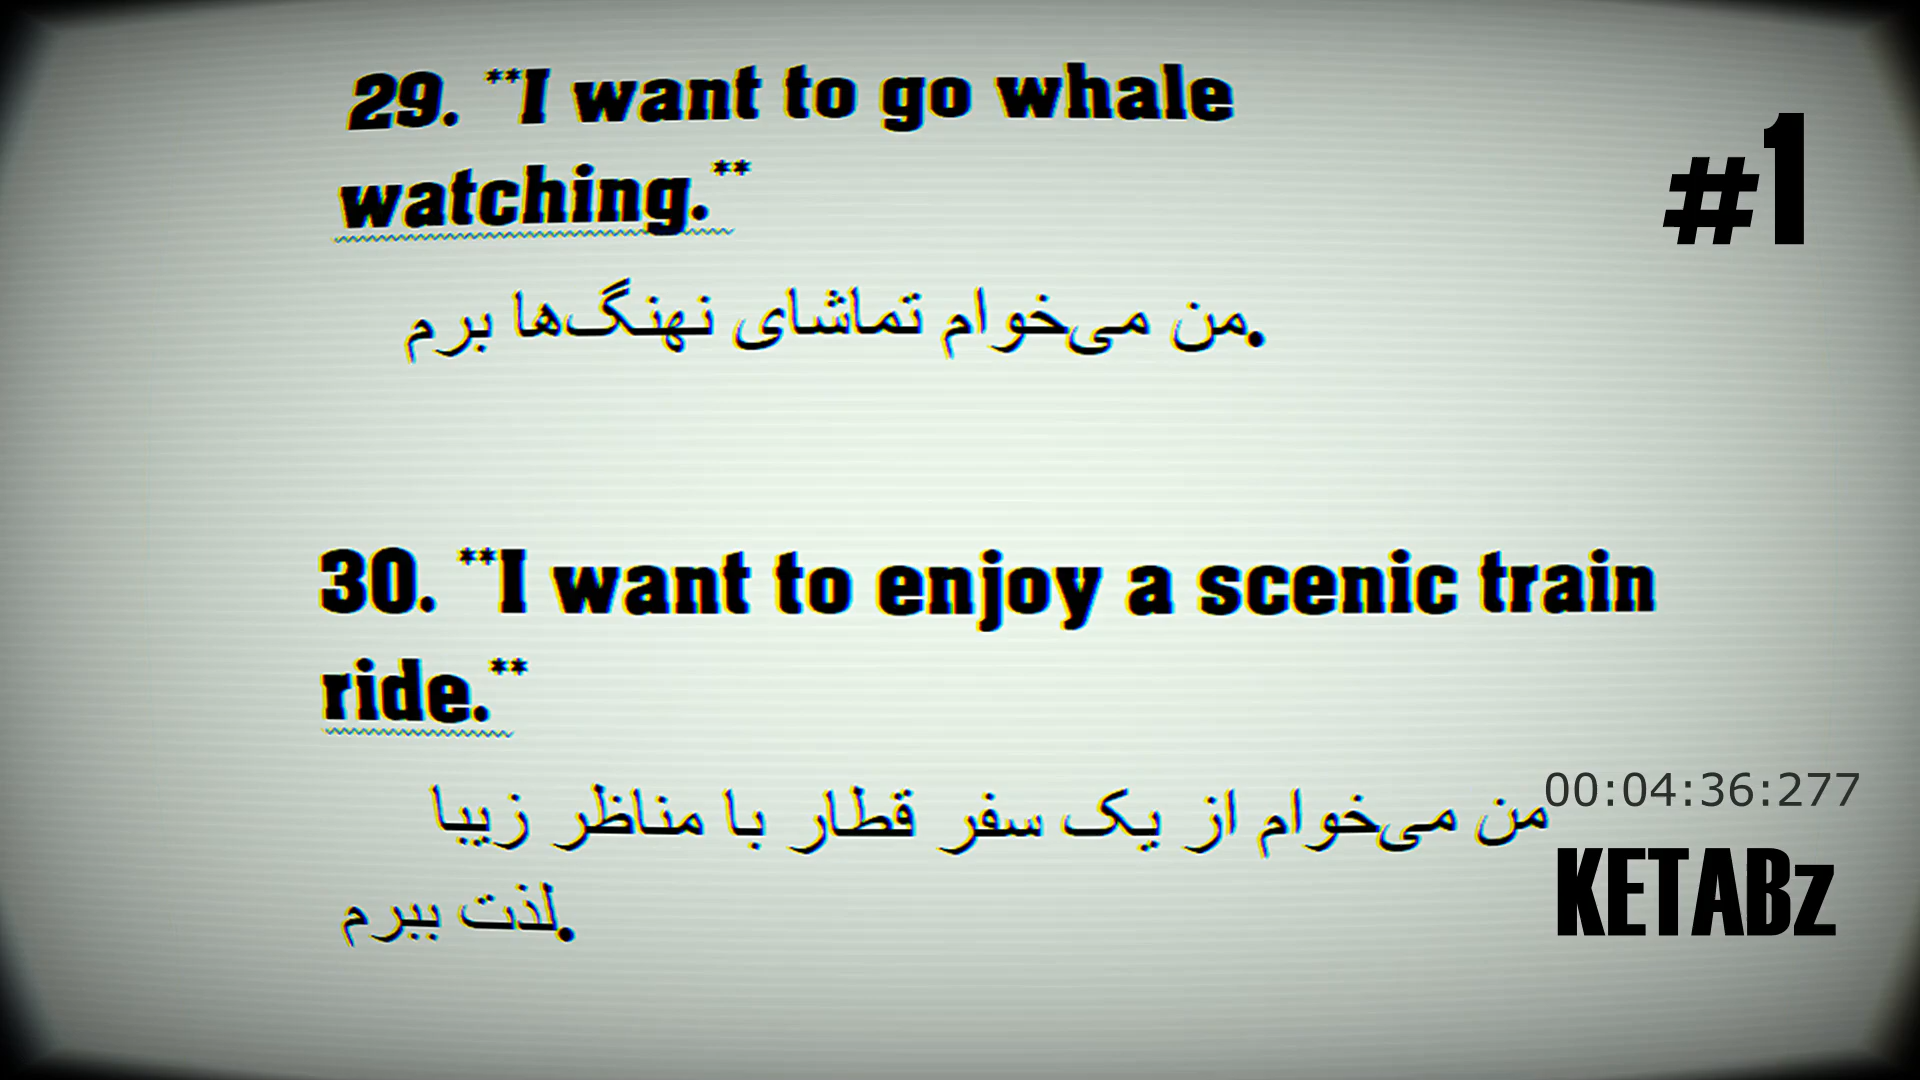 29. **I want to go whale
watching.**
من می‌خوام تماشای نهنگ‌ها برم.
30. **I want to enjoy a scenic train
ride.**
من می‌خوام از یک سفر قطار با مناظر زیبا
لذت ببرم.
#1
00:04:36:277
KETABz